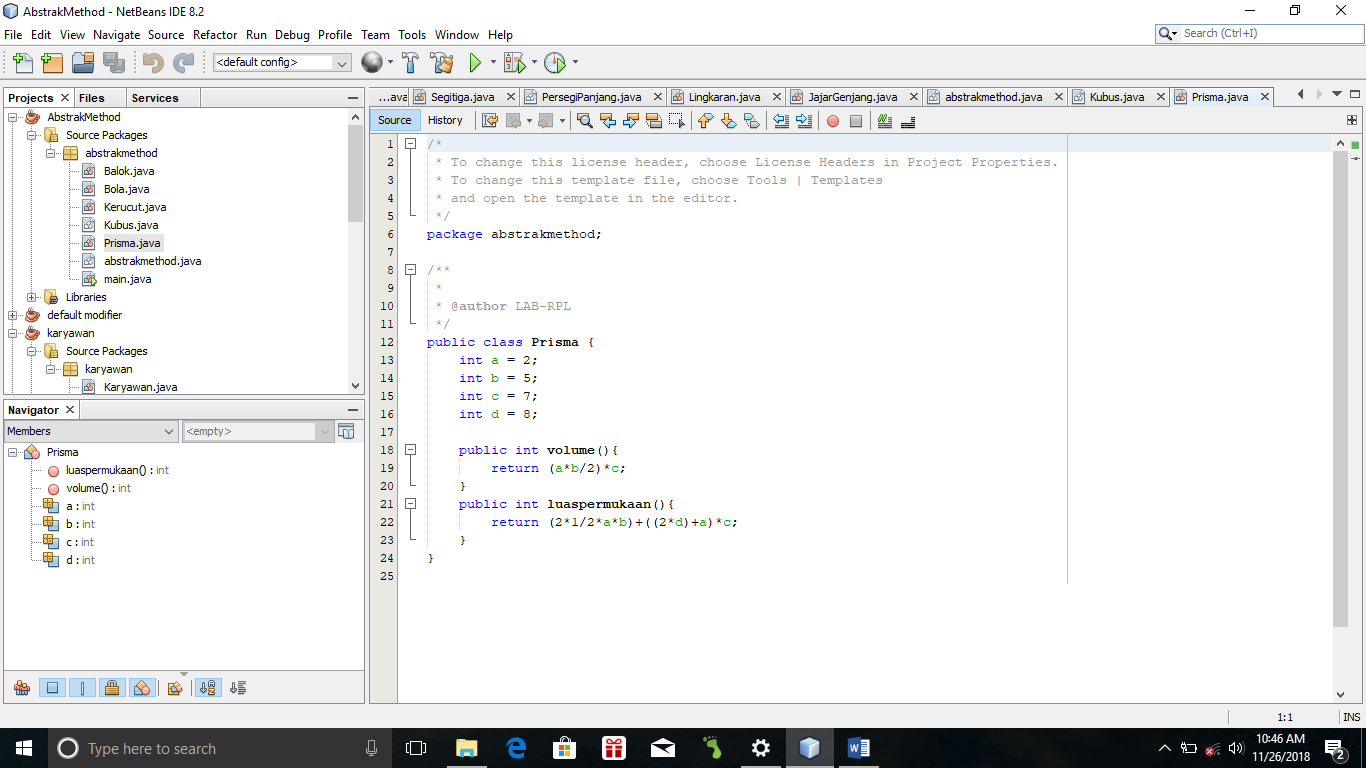 AbstrakMethod - NetBeans IDE 8.2
File Edit View Navigate Source Refactor Run Debug Profile Team Tools Window Help
Search (Ctrl+I)
<default config>
Projects Files Services
AbstrakMethod
Source Packages
abstrakmethod
Balok.java
Bola.java
Kerucut.java
Kubus.java
Prisma.java
abstrakmethod.java
main.java
Libraries
default modifier
karyawan
Source Packages
karyawan
Karyawan.java
Navigator
Members <empty>
Prisma
luaspermukaan() : int
volume() : int
a : int
b : int
c : int
d : int
...ava Segitiga.java PersegiPanjang.java Lingkaran.java JajarGenjang.java abstrakmethod.java Kubus.java Prisma.java
Source History
1 /*
2 * To change this license header, choose License Headers in Project Properties.
3 * To change this template file, choose Tools | Templates
4 * and open the template in the editor.
5 */
6 package abstrakmethod;
7
8 /**
9 *
10 * @author LAB-RPL
11 */
12 public class Prisma {
13 int a = 2;
14 int b = 5;
15 int c = 7;
16 int d = 8;
17
18 public int volume(){
19 return (a*b/2)*c;
20 }
21 public int luaspermukaan(){
22 return (2*1/2*a*b)+((2*d)+a)*c;
23 }
24 }
25
1:1 INS
Type here to search
10:46 AM
11/26/2018
2